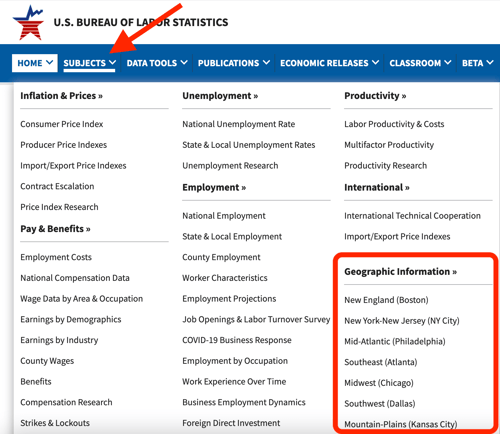 U.S. BUREAU OF LABOR STATISTICS
HOME SUBJECTS DATA TOOLS PUBLICATIONS ECONOMIC RELEASES CLASSROOM BETA
Inflation & Prices »
Consumer Price Index
Producer Price Indexes
Import/Export Price Indexes
Contract Escalation
Price Index Research
Pay & Benefits »
Employment Costs
National Compensation Data
Wage Data by Area & Occupation
Earnings by Demographics
Earnings by Industry
County Wages
Benefits
Compensation Research
Strikes & Lockouts
Unemployment »
National Unemployment Rate
State & Local Unemployment Rates
Unemployment Research
Employment »
National Employment
State & Local Employment
County Employment
Worker Characteristics
Employment Projections
Job Openings & Labor Turnover Survey
COVID-19 Business Response
Employment by Occupation
Work Experience Over Time
Business Employment Dynamics
Foreign Direct Investment
Productivity »
Labor Productivity & Costs
Multifactor Productivity
Productivity Research
International »
International Technical Cooperation
Import/Export Price Indexes
Geographic Information »
New England (Boston)
New York-New Jersey (NY City)
Mid-Atlantic (Philadelphia)
Southeast (Atlanta)
Midwest (Chicago)
Southwest (Dallas)
Mountain-Plains (Kansas City)